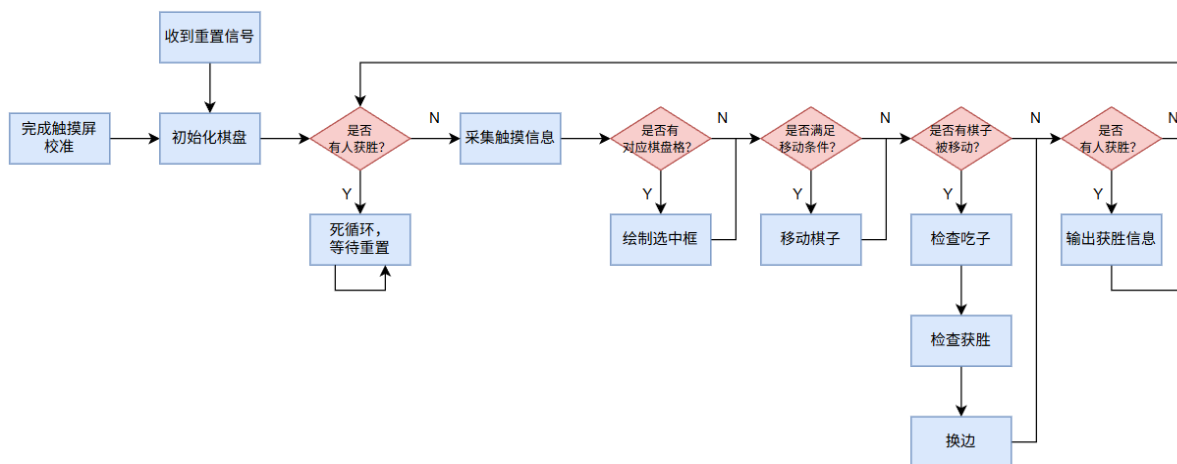 收到重置信号
完成触摸屏
校准
初始化棋盘
是否
有人获胜?
N
Y
死循环，
等待重置
采集触摸信息
是否有
对应棋盘格?
N
Y
绘制选中框
是否满足
移动条件?
N
Y
移动棋子
是否有棋子
被移动?
N
Y
检查吃子
检查获胜
换边
是否
有人获胜?
N
Y
输出获胜信息